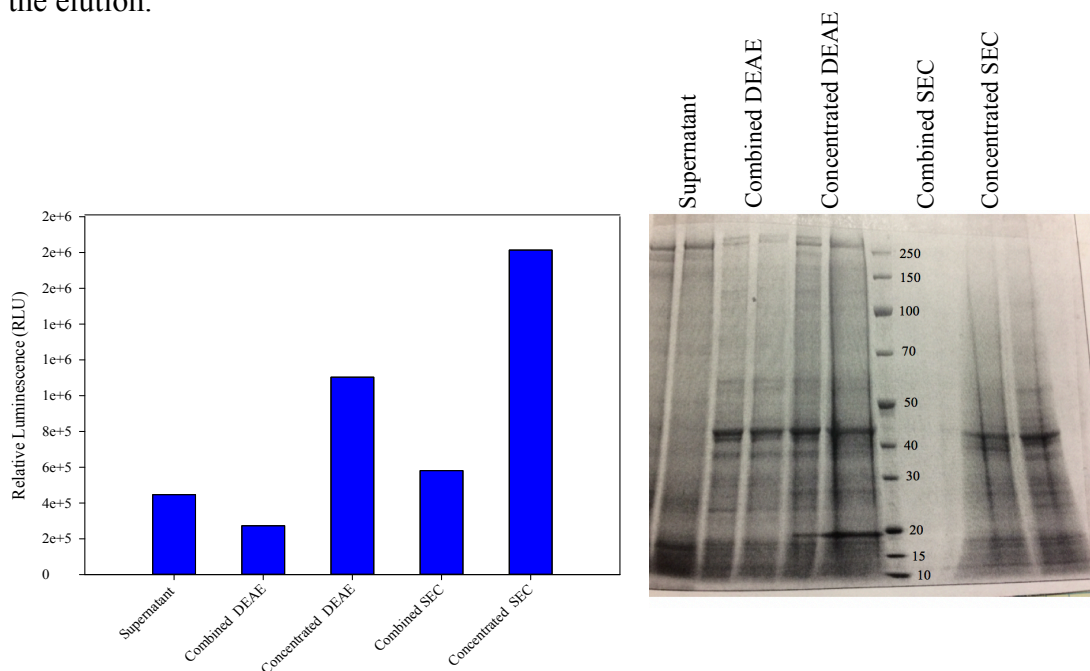 the elution.
2e+6
2e+6
2e+6
1e+6
1e+6
1e+6
8e+5
6e+5
4e+5
2e+5
0
Relative Luminescence (RLU)
Supernatant
Combined DEAE
Concentrated DEAE
Combined SEC
Concentrated SEC
Supernatant
Combined DEAE
Concentrated DEAE
Combined SEC
Concentrated SEC
250
150
100
70
50
40
30
20
15
10